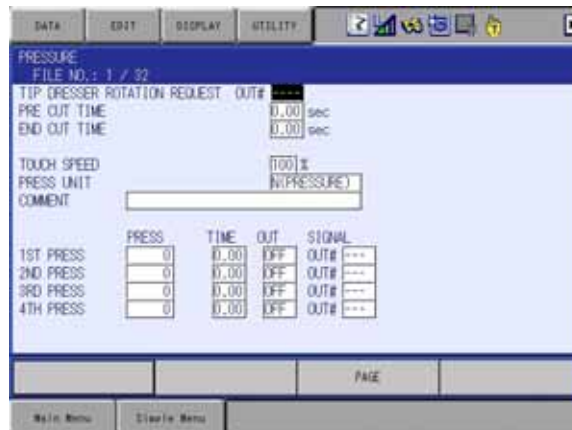 DATA EDIT DISPLAY UTILITY
PRESSURE
FILE NO.: 1 / 32
TIP DRESSER ROTATION REQUEST OUT# ----
PRE CUT TIME 0.00 sec
END CUT TIME 0.00 sec
TOUCH SPEED 100 %
PRESS UNIT N(PRESSURE)
COMMENT
PRESS TIME OUT SIGNAL
1ST PRESS 0 0.00 OFF OUT# ---
2ND PRESS 0 0.00 OFF OUT# ---
3RD PRESS 0 0.00 OFF OUT# ---
4TH PRESS 0 0.00 OFF OUT# ---
PAGE
Main Menu Simple Menu